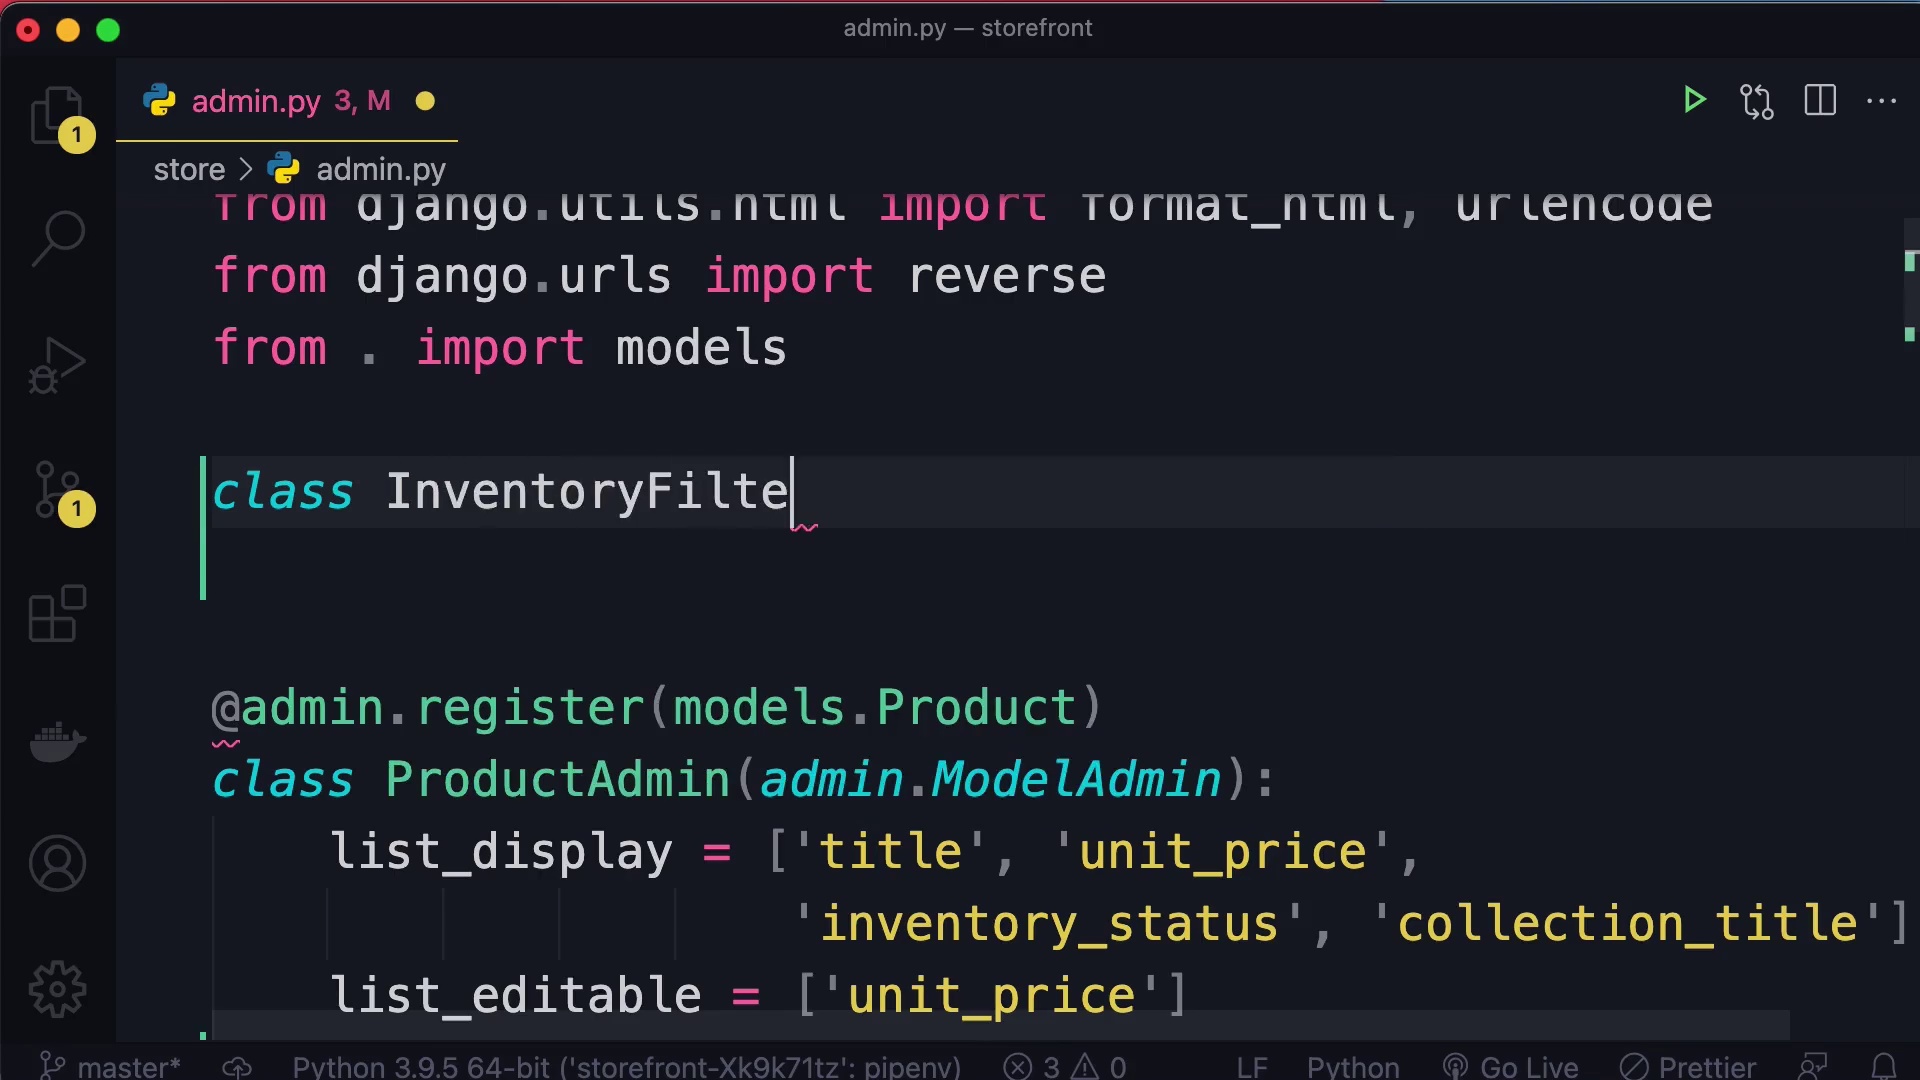 admin.py — storefront
admin.py 3, M
store > admin.py
from django.utils.html import format_html, urlencode
from django.urls import reverse
from . import models
class InventoryFilte
@admin.register(models.Product)
class ProductAdmin(admin.ModelAdmin):
list_display = ['title', 'unit_price',
'inventory_status', 'collection_title']
list_editable = ['unit_price']
1
1
master* Python 3.9.5 64-bit ('storefront-Xk9k71tz': pipenv) 3 0 LF Python Go Live Prettier